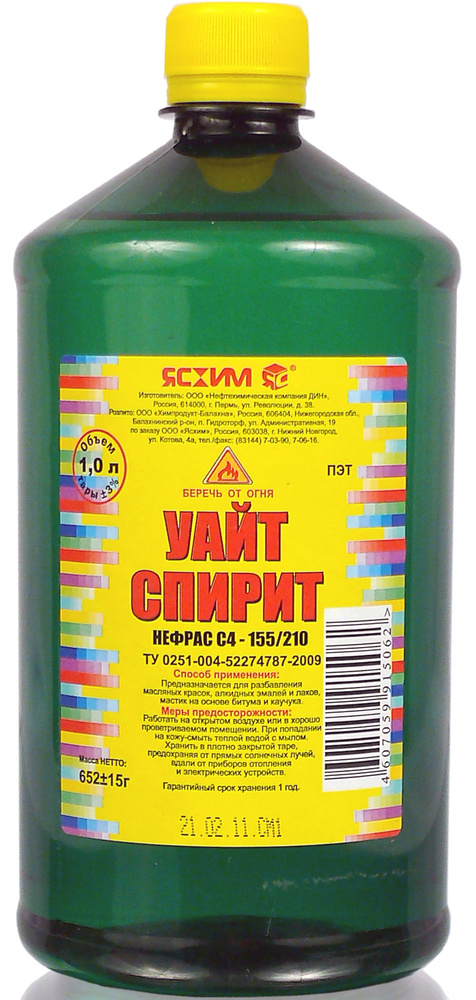 ЯСХИМ
Изготовитель: ООО «Нефтехимическая компания ДИН»,
Россия, 614000, г. Пермь, ул. Революции, д. 38.
Розлито: ООО «Химпродукт-Балахна», Россия, 606404, Нижегородская обл.,
Балахнинский р-он, п. Гидроторф, ул. Административная, 19
по заказу ООО «Ясхим», Россия, 603038, г. Нижний Новгород,
ул. Котова, 4а, тел./факс: (83144) 7-03-90, 7-06-16.
Объем
1,0 л
тары ±3%
ПЭТ
БЕРЕЧЬ ОТ ОГНЯ
УАЙТ
СПИРИТ
НЕФРАС С4 - 155/210
ТУ 0251-004-52274787-2009
Способ применения:
Предназначается для разбавления
масляных красок, алкидных эмалей и лаков,
мастик на основе битума и каучука.
Меры предосторожности:
Работать на открытом воздухе или в хорошо
проветриваемом помещении. При попадании
на кожу-смыть теплой водой с мылом.
Хранить в плотно закрытой таре,
предохраняя от прямых солнечных лучей,
вдали от приборов отопления
и электрических устройств.
Масса НЕТТО:
652±15г
Гарантийный срок хранения 1 год.
4607059915062>
21.02.11.СМ1